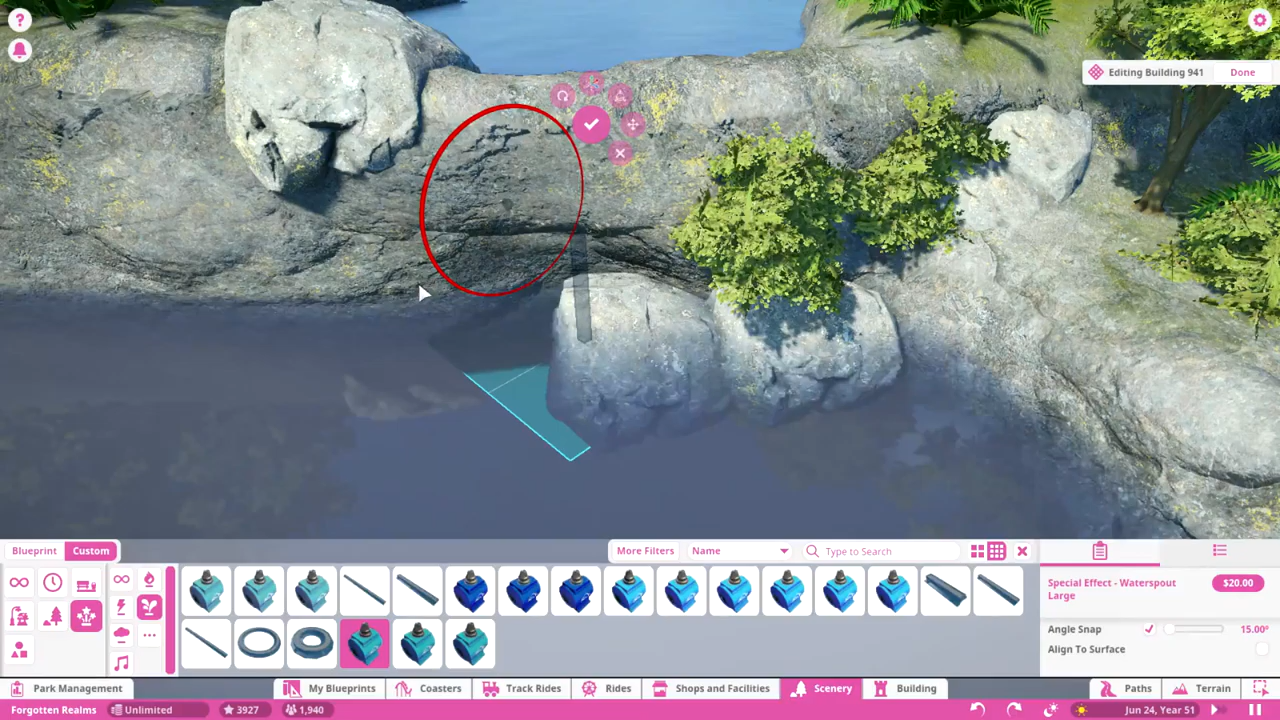 ?
Editing Building 941
Done
Blueprint
Custom
More Filters
Name
Type to Search
Special Effect - Waterspout
Large
$20.00
Angle Snap
15.00°
Align To Surface
Park Management
My Blueprints
Coasters
Track Rides
Rides
Shops and Facilities
Scenery
Building
Paths
Terrain
Forgotten Realms
Unlimited
3927
1,940
Jun 24, Year 51